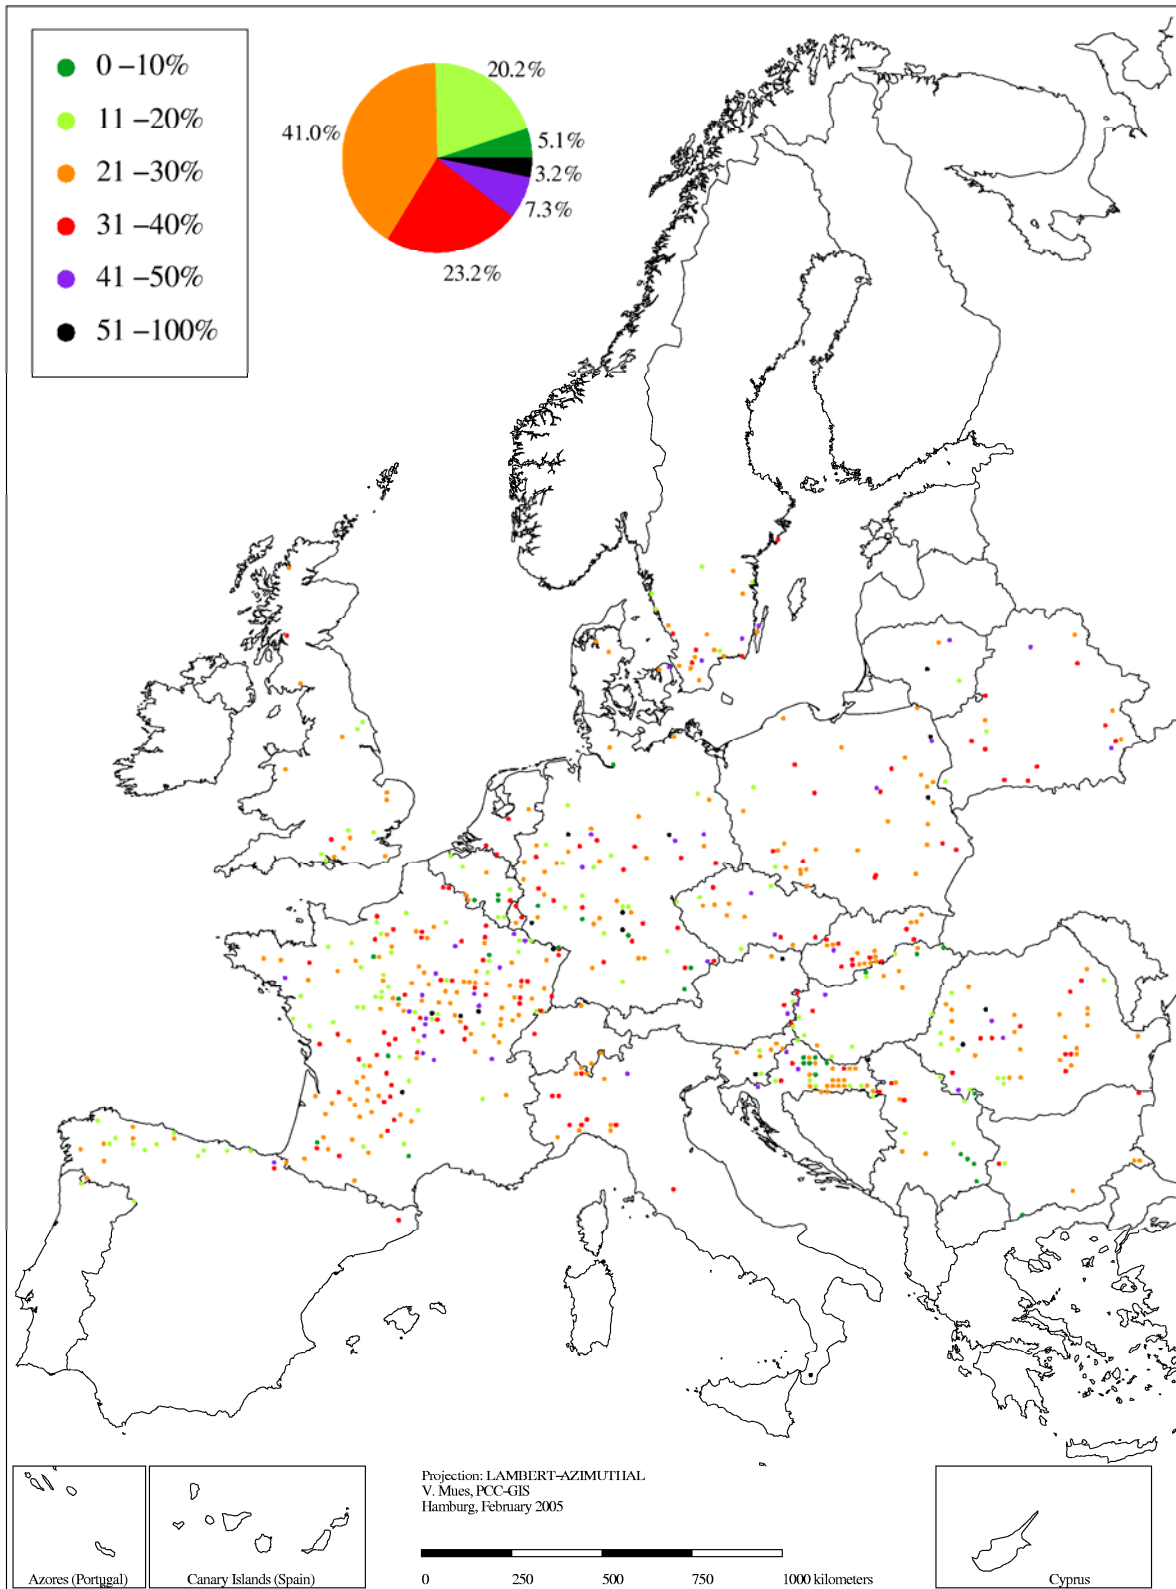 0 –10%
11 –20%
21 –30%
31 –40%
41 –50%
51 –100%
20.2%
5.1%
3.2%
7.3%
23.2%
41.0%
Projection: LAMBERT–AZIMUTHAL
V. Mues, PCC–GIS
Hamburg, February 2005
0 250 500 750 1000 kilometers
Azores (Portugal)
Canary Islands (Spain)
Cyprus